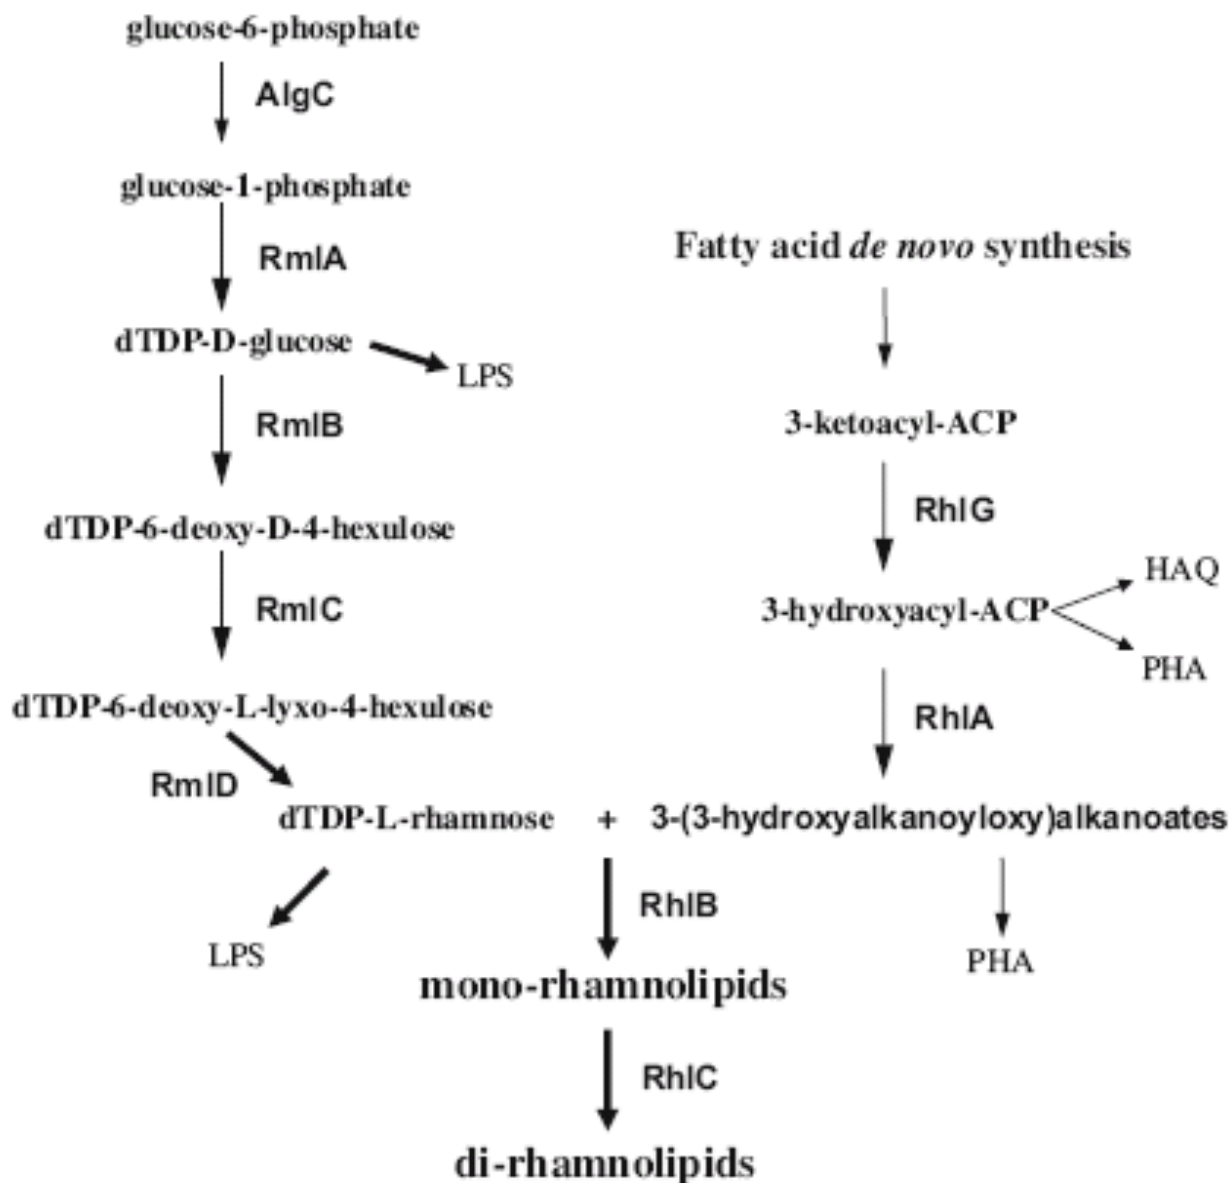 glucose-6-phosphate
AlgC
glucose-1-phosphate
RmlA
Fatty acid de novo synthesis
dTDP-D-glucose
LPS
RmlB
3-ketoacyl-ACP
RhlG
dTDP-6-deoxy-D-4-hexulose
HAQ
RmlC
3-hydroxyacyl-ACP
PHA
dTDP-6-deoxy-L-lyxo-4-hexulose
RhlA
RmlD
dTDP-L-rhamnose + 3-(3-hydroxyalkanoyloxy)alkanoates
RhlB
LPS
PHA
mono-rhamnolipids
RhlC
di-rhamnolipids